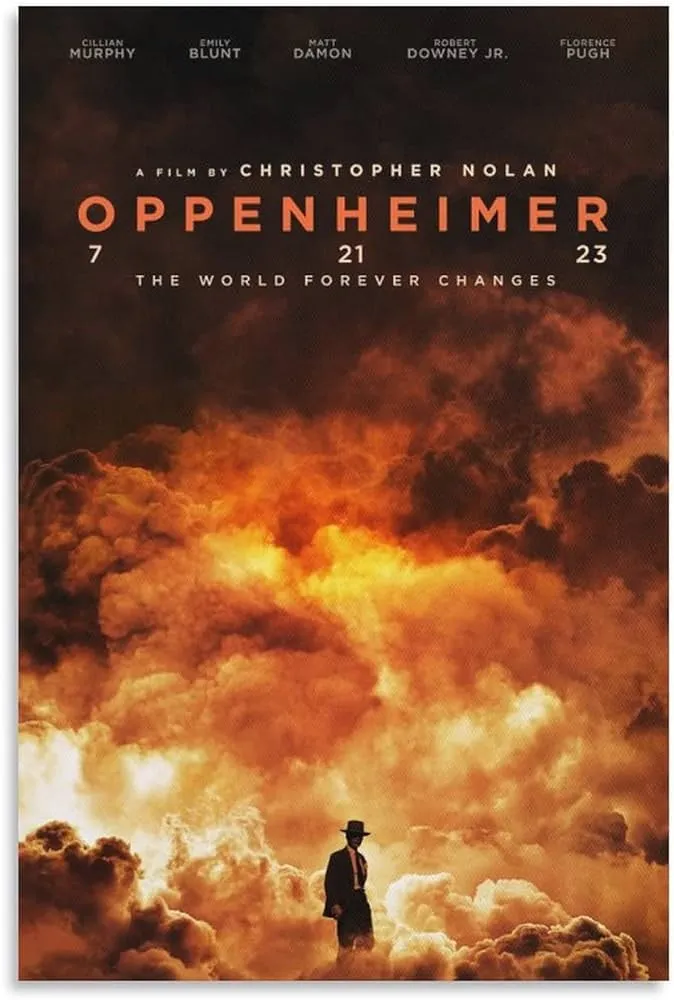 CILLIAN MURPHY
EMILY BLUNT
MATT DAMON
ROBERT DOWNEY JR.
FLORENCE PUGH
A FILM BY CHRISTOPHER NOLAN
OPPENHEIMER
7 21 23
THE WORLD FOREVER CHANGES